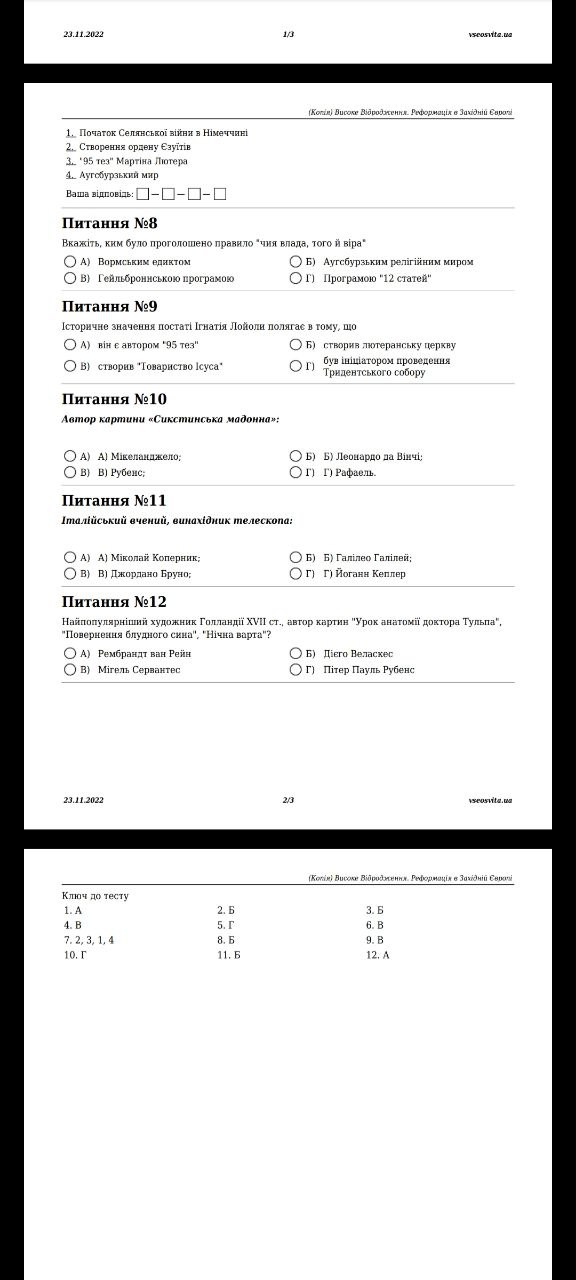 23.11.2022 1/3 vseosvita.ua
(Копія) Високе Відродження. Реформація в Західній Європі
1. Початок Селянської війни в Німеччині
2. Створення ордену Єзуїтів
3. "95 тез" Мартіна Лютера
4. Аугсбурзький мир
Ваша відповідь: – – –
Питання №8
Вкажіть, ким було проголошено правило "чия влада, того й віра"
А) Вормським едиктом Б) Аугсбурзьким релігійним миром
В) Гейльброннською програмою Г) Програмою "12 статей"
Питання №9
Історичне значення постаті Ігнатія Лойоли полягає в тому, що
А) він є автором "95 тез" Б) створив лютеранську церкву
В) створив "Товариство Ісуса" Г) був ініціатором проведення
Тридентського собору
Питання №10
Автор картини «Сикстинська мадонна»:
А) А) Мікеланджело; Б) Б) Леонардо да Вінчі;
В) В) Рубенс; Г) Г) Рафаель.
Питання №11
Італійський вчений, винахідник телескопа:
А) А) Міколай Коперник; Б) Б) Галілео Галілей;
В) В) Джордано Бруно; Г) Г) Йоганн Кеплер
Питання №12
Найпопулярніший художник Голландії XVII ст., автор картин "Урок анатомії доктора Тульпа",
"Повернення блудного сина", "Нічна варта"?
А) Рембрандт ван Рейн Б) Дієго Веласкес
В) Мігель Сервантес Г) Пітер Пауль Рубенс
23.11.2022 2/3 vseosvita.ua
(Копія) Високе Відродження. Реформація в Західній Європі
Ключ до тесту
1. А 2. Б 3. Б
4. В 5. Г 6. В
7. 2, 3, 1, 4 8. Б 9. В
10. Г 11. Б 12. А